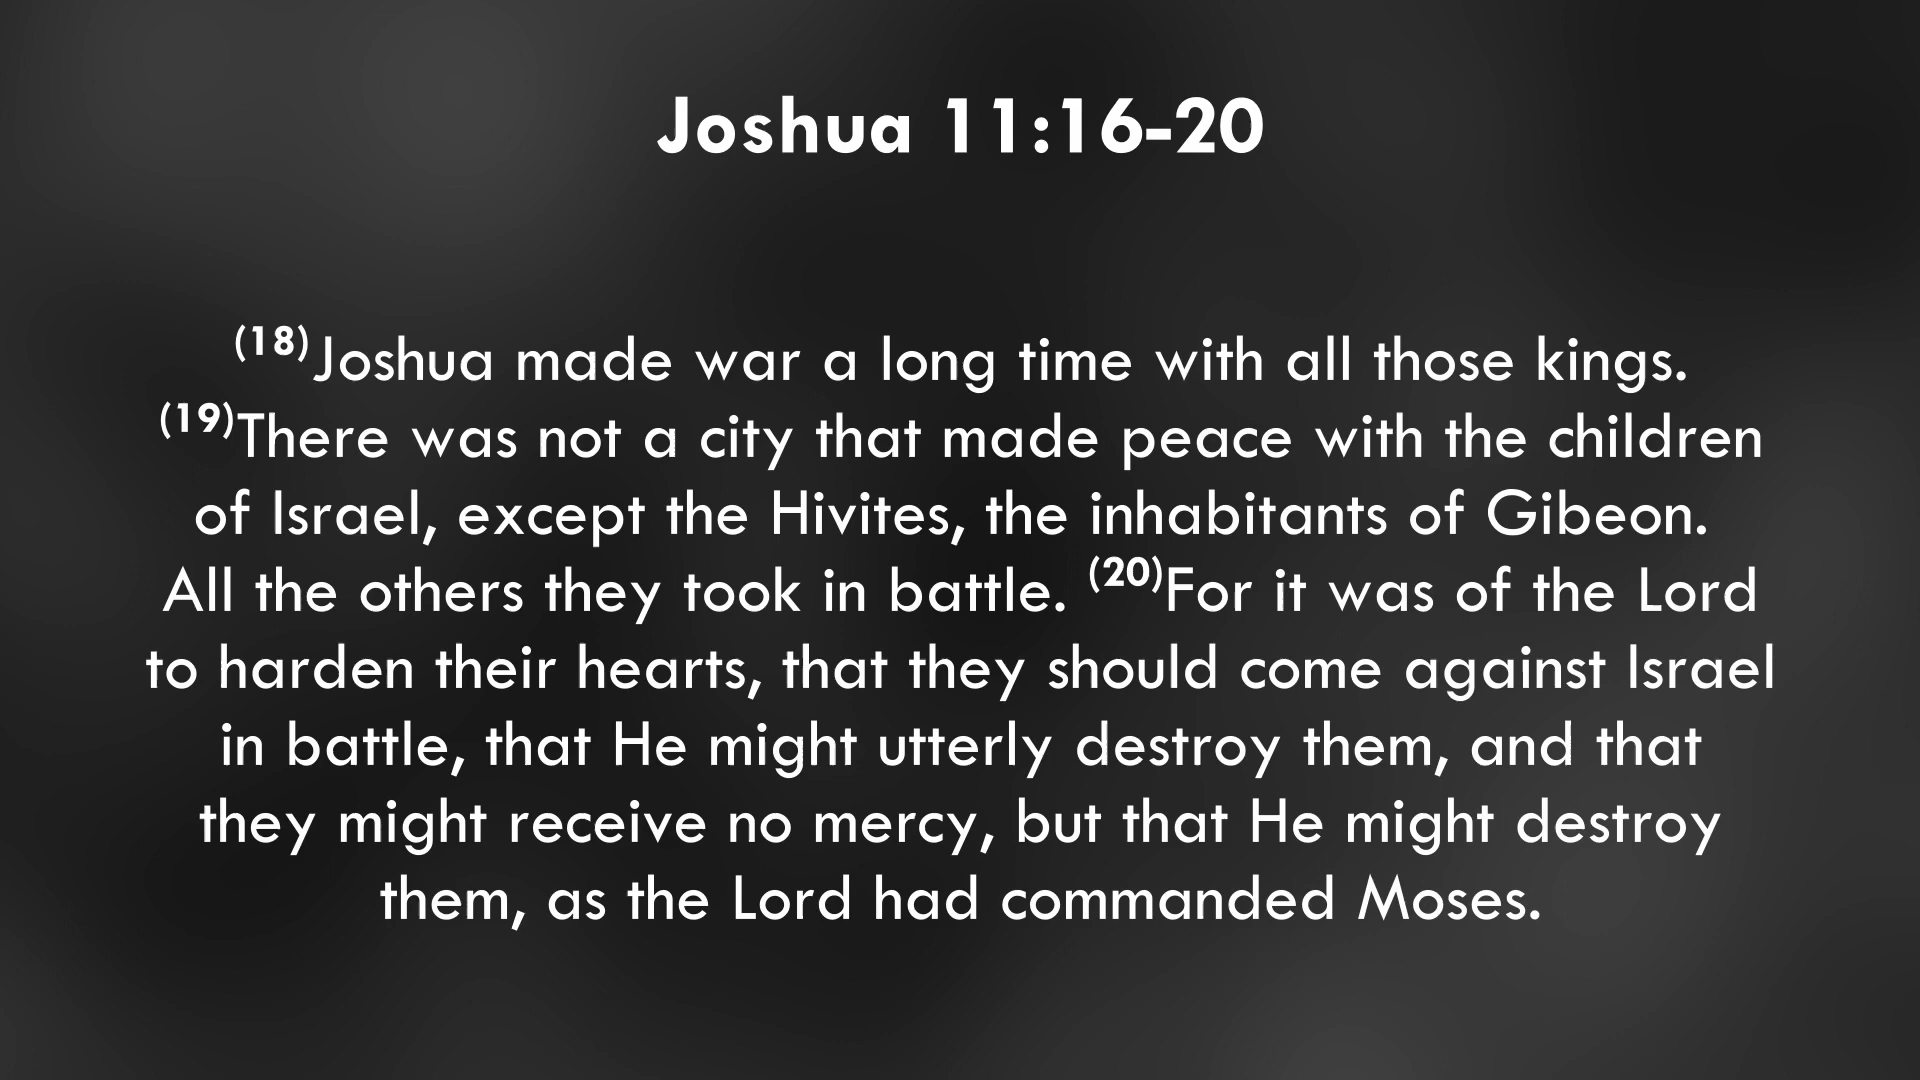 Joshua 11:16-20
(18)Joshua made war a long time with all those kings.
(19)There was not a city that made peace with the children
of Israel, except the Hivites, the inhabitants of Gibeon.
All the others they took in battle. (20)For it was of the Lord
to harden their hearts, that they should come against Israel
in battle, that He might utterly destroy them, and that
they might receive no mercy, but that He might destroy
them, as the Lord had commanded Moses.